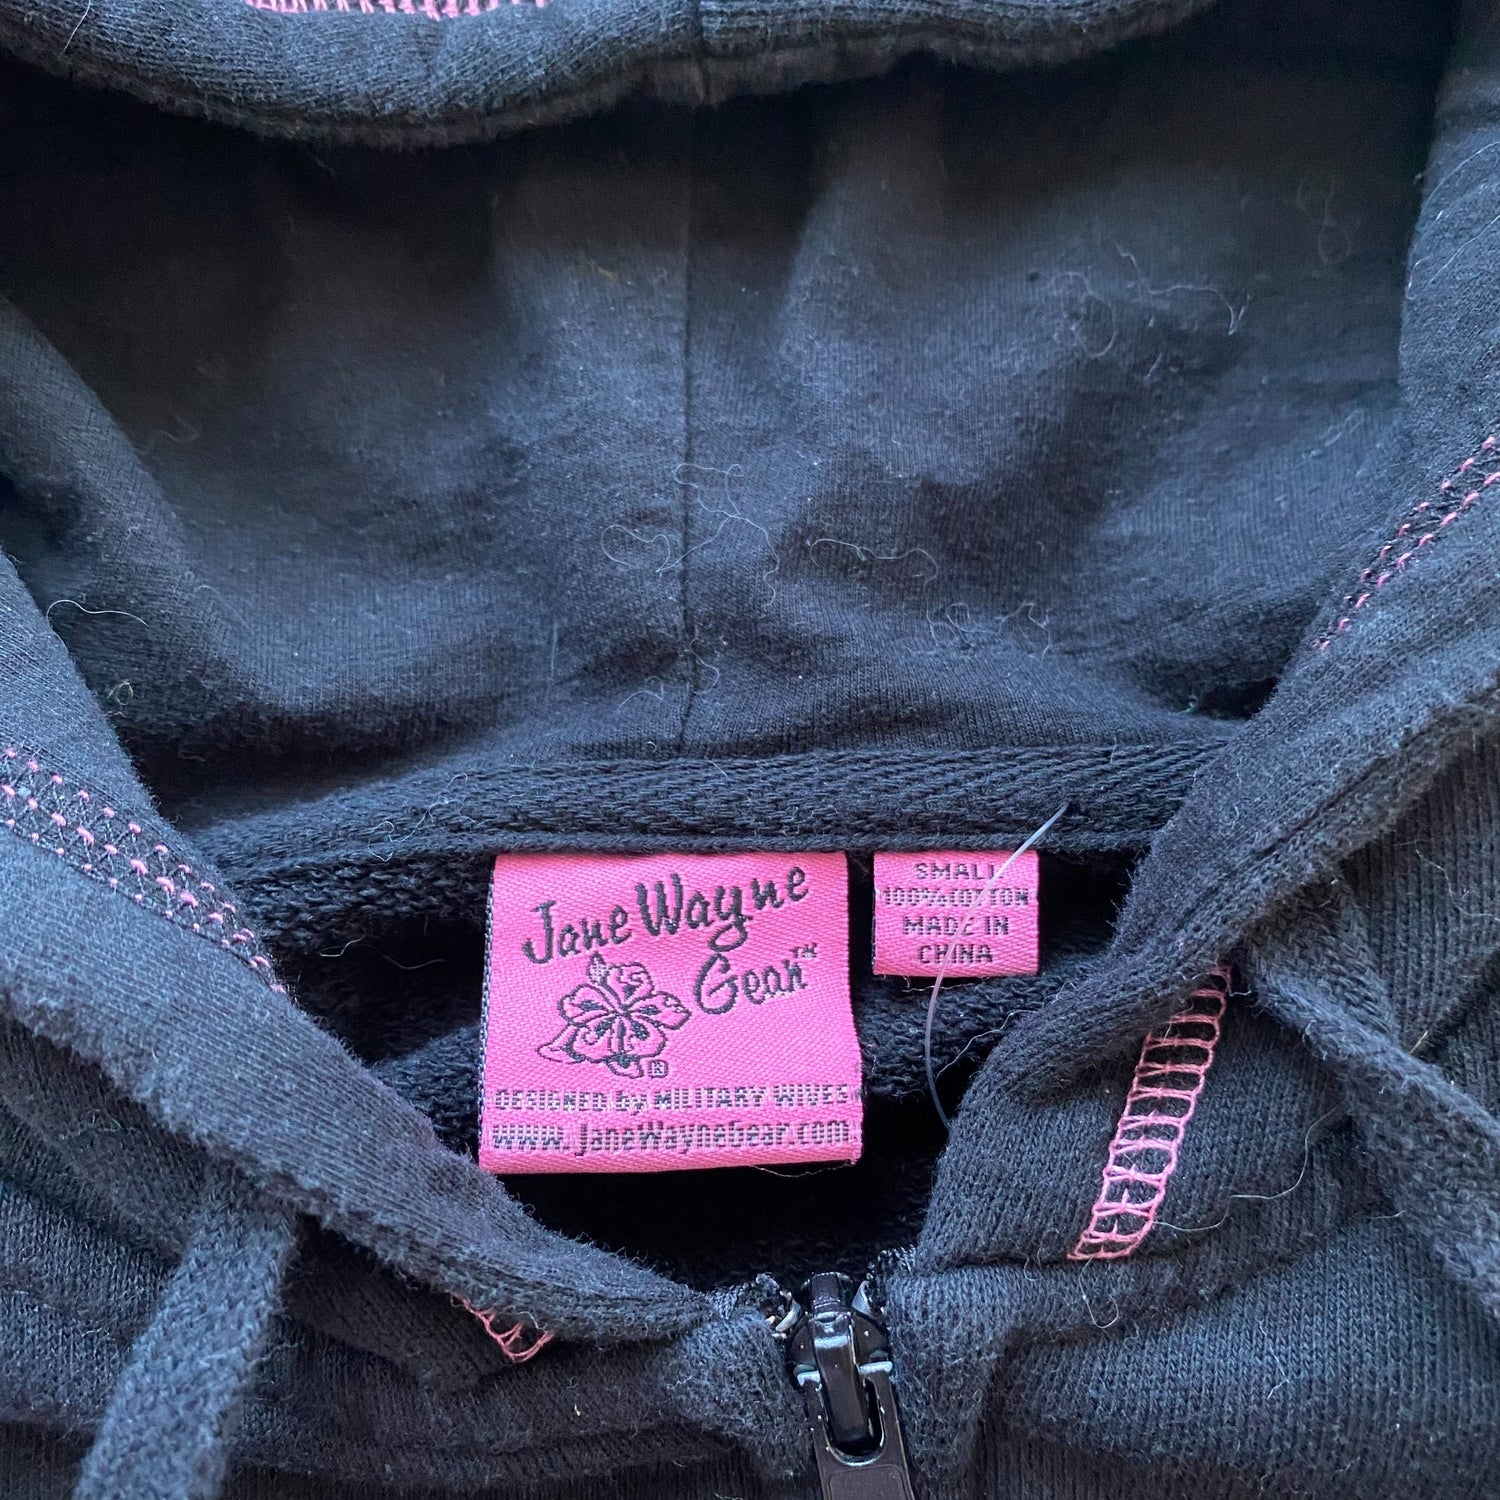 Jane Wayne
Gear™
®
DESIGNED by MILITARY WIVES
www.JaneWayneGear.com
SMALL
100% COTTON
MADE IN
CHINA